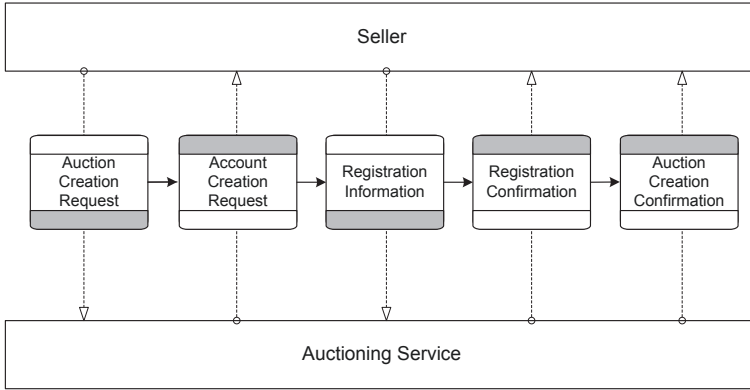 Seller
Auction
Creation
Request
Account
Creation
Request
Registration
Information
Registration
Confirmation
Auction
Creation
Confirmation
Auctioning Service